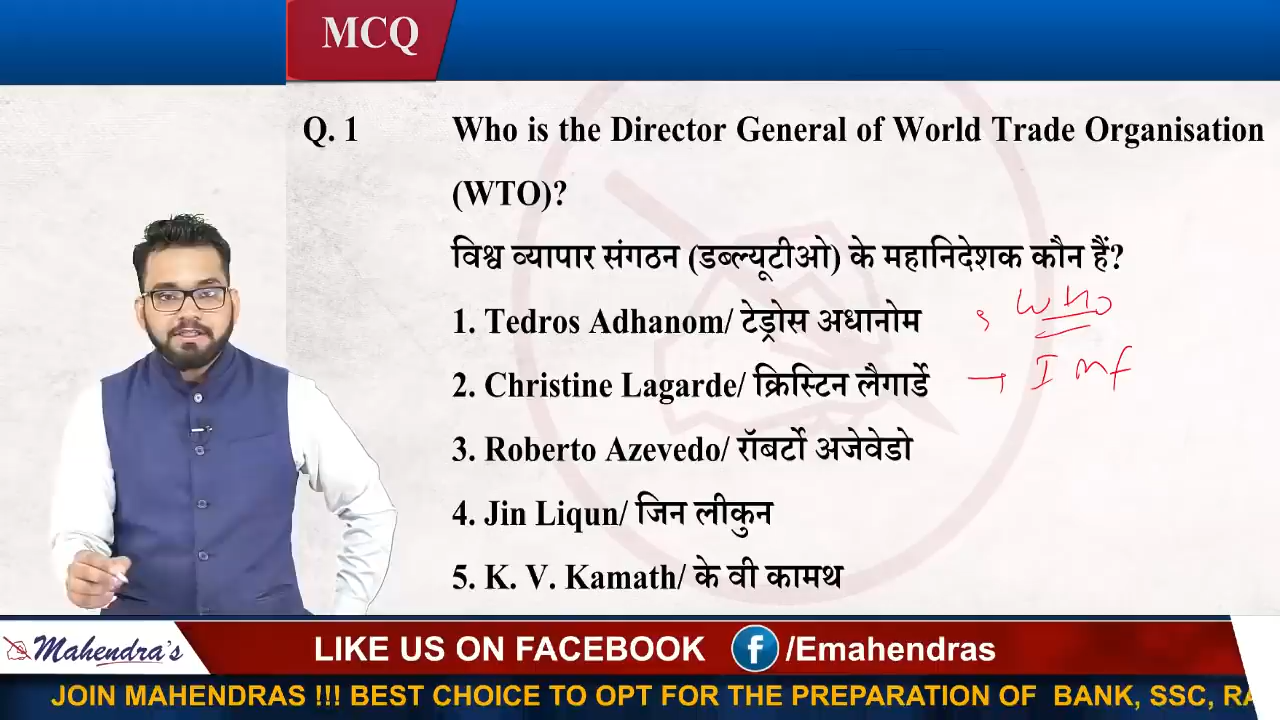 MCQ
Q. 1 Who is the Director General of World Trade Organisation
(WTO)?
विश्व व्यापार संगठन (डब्ल्यूटीओ) के महानिदेशक कौन हैं?
1. Tedros Adhanom/ टेड्रोस अधानोम WHO
2. Christine Lagarde/ क्रिस्टिन लैगार्डे → IMF
3. Roberto Azevedo/ रॉबर्टो अजेवेडो
4. Jin Liqun/ जिन लीकुन
5. K. V. Kamath/ के वी कामथ
Mahendra's
LIKE US ON FACEBOOK f /Emahendras
JOIN MAHENDRAS !!! BEST CHOICE TO OPT FOR THE PREPARATION OF BANK, SSC,